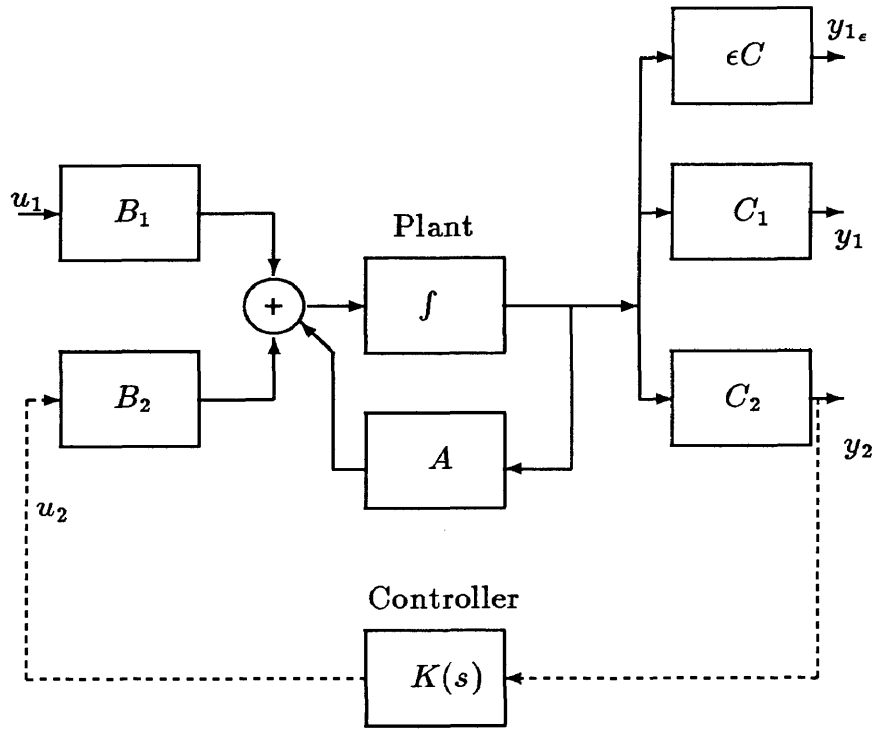 ϵC
y₁ϵ
u₁
B₁
C₁
y₁
Plant
+
∫
B₂
C₂
y₂
A
u₂
Controller
K(s)